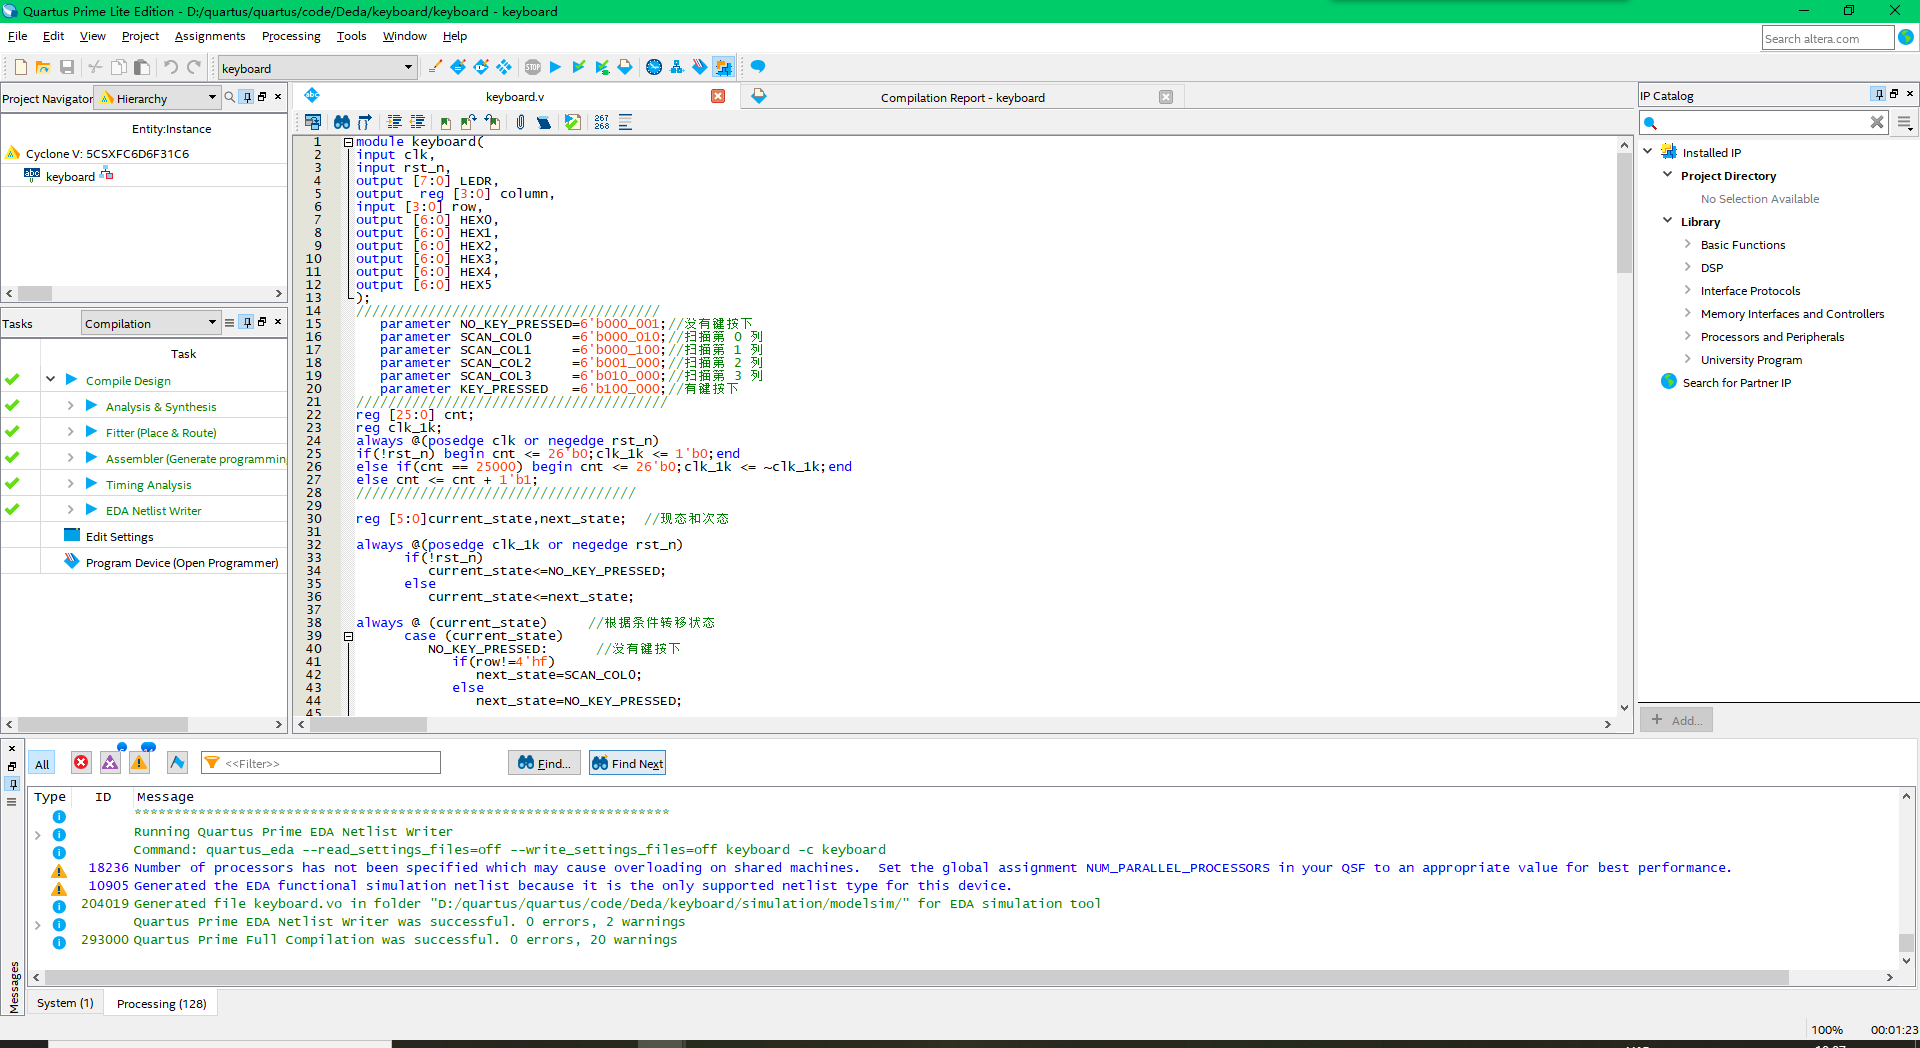 Quartus Prime Lite Edition - D:/quartus/quartus/code/Deda/keyboard/keyboard - keyboard
File Edit View Project Assignments Processing Tools Window Help
Search altera.com
keyboard
Project Navigator Hierarchy
Entity:Instance
Cyclone V: 5CSXFC6D6F31C6
keyboard
Tasks Compilation
Task
Compile Design
Analysis & Synthesis
Fitter (Place & Route)
Assembler (Generate programmin
Timing Analysis
EDA Netlist Writer
Edit Settings
Program Device (Open Programmer)
keyboard.v
Compilation Report - keyboard
267
268
1 module keyboard(
2 input clk,
3 input rst_n,
4 output [7:0] LEDR,
5 output  reg [3:0] column,
6 input [3:0] row,
7 output [6:0] HEX0,
8 output [6:0] HEX1,
9 output [6:0] HEX2,
10 output [6:0] HEX3,
11 output [6:0] HEX4,
12 output [6:0] HEX5
13 );
14 //////////////////////////////////////
15 parameter NO_KEY_PRESSED=6'b000_001;//没有键按下
16 parameter SCAN_COL0     =6'b000_010;//扫描第 0 列
17 parameter SCAN_COL1     =6'b000_100;//扫描第 1 列
18 parameter SCAN_COL2     =6'b001_000;//扫描第 2 列
19 parameter SCAN_COL3     =6'b010_000;//扫描第 3 列
20 parameter KEY_PRESSED   =6'b100_000;//有键按下
21 ///////////////////////////////////////
22 reg [25:0] cnt;
23 reg clk_1k;
24 always @(posedge clk or negedge rst_n)
25 if(!rst_n) begin cnt <= 26'b0;clk_1k <= 1'b0;end
26 else if(cnt == 25000) begin cnt <= 26'b0;clk_1k <= ~clk_1k;end
27 else cnt <= cnt + 1'b1;
28 ///////////////////////////////////
29
30 reg [5:0]current_state,next_state;  //现态和次态
31
32 always @(posedge clk_1k or negedge rst_n)
33 if(!rst_n)
34 current_state<=NO_KEY_PRESSED;
35 else
36 current_state<=next_state;
37
38 always @ (current_state)     //根据条件转移状态
39 case (current_state)
40 NO_KEY_PRESSED:      //没有键按下
41 if(row!=4'hf)
42 next_state=SCAN_COL0;
43 else
44 next_state=NO_KEY_PRESSED;
45
IP Catalog
Installed IP
Project Directory
No Selection Available
Library
Basic Functions
DSP
Interface Protocols
Memory Interfaces and Controllers
Processors and Peripherals
University Program
Search for Partner IP
+ Add...
All <<Filter>> Find... Find Next
Type ID Message
*******************************************************************
Running Quartus Prime EDA Netlist Writer
Command: quartus_eda --read_settings_files=off --write_settings_files=off keyboard -c keyboard
18236 Number of processors has not been specified which may cause overloading on shared machines.  Set the global assignment NUM_PARALLEL_PROCESSORS in your QSF to an appropriate value for best performance.
10905 Generated the EDA functional simulation netlist because it is the only supported netlist type for this device.
204019 Generated file keyboard.vo in folder "D:/quartus/quartus/code/Deda/keyboard/simulation/modelsim/" for EDA simulation tool
Quartus Prime EDA Netlist Writer was successful. 0 errors, 2 warnings
293000 Quartus Prime Full Compilation was successful. 0 errors, 20 warnings
Messages
System (1) Processing (128)
100% 00:01:23